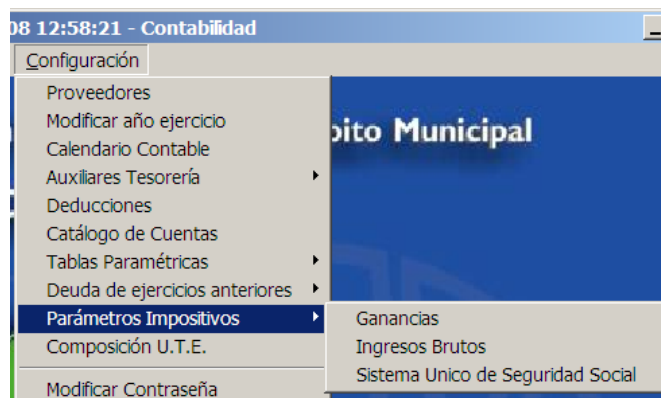 08 12:58:21 - Contabilidad
Configuración
Proveedores
Modificar año ejercicio
Calendario Contable
Auxiliares Tesorería
Deducciones
Catálogo de Cuentas
Tablas Paramétricas
Deuda de ejercicios anteriores
Parámetros Impositivos
Composición U.T.E.
Modificar Contraseña
Ganancias
Ingresos Brutos
Sistema Unico de Seguridad Social
Municipal